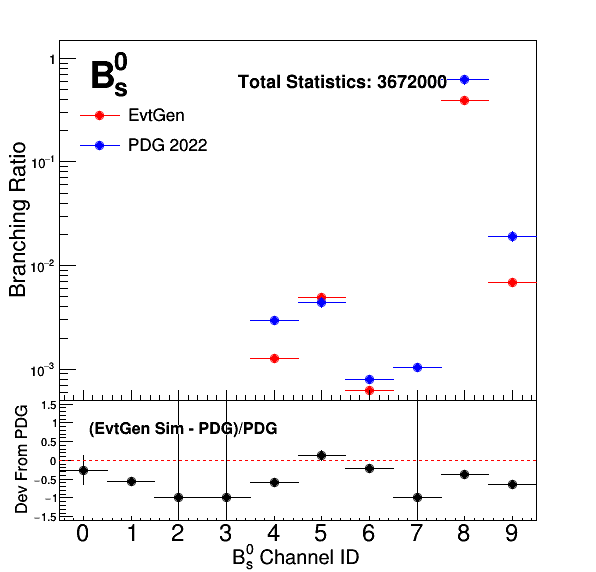 B⁰ₛ
Total Statistics: 3672000
EvtGen
PDG 2022
Branching Ratio
1
10⁻¹
10⁻²
10⁻³
(EvtGen Sim - PDG)/PDG
Dev From PDG
1.5
1
0.5
0
−0.5
−1
−1.5
0 1 2 3 4 5 6 7 8 9
B⁰ₛ Channel ID